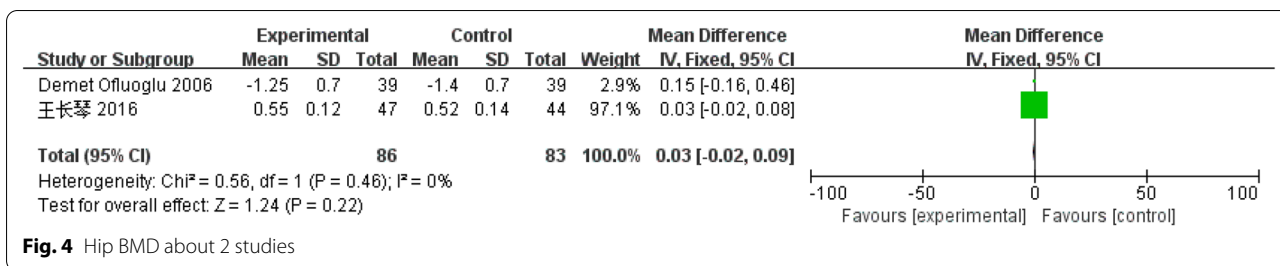 Experimental Control Mean Difference Mean Difference
Study or Subgroup Mean SD Total Mean SD Total Weight IV, Fixed, 95% CI IV, Fixed, 95% CI
Demet Ofluoglu 2006 -1.25 0.7 39 -1.4 0.7 39 2.9% 0.15 [-0.16, 0.46]
王长琴 2016 0.55 0.12 47 0.52 0.14 44 97.1% 0.03 [-0.02, 0.08]
Total (95% CI) 86 83 100.0% 0.03 [-0.02, 0.09]
Heterogeneity: Chi² = 0.56, df = 1 (P = 0.46); I² = 0%
Test for overall effect: Z = 1.24 (P = 0.22)
-100 -50 0 50 100
Favours [experimental] Favours [control]
Fig. 4 Hip BMD about 2 studies